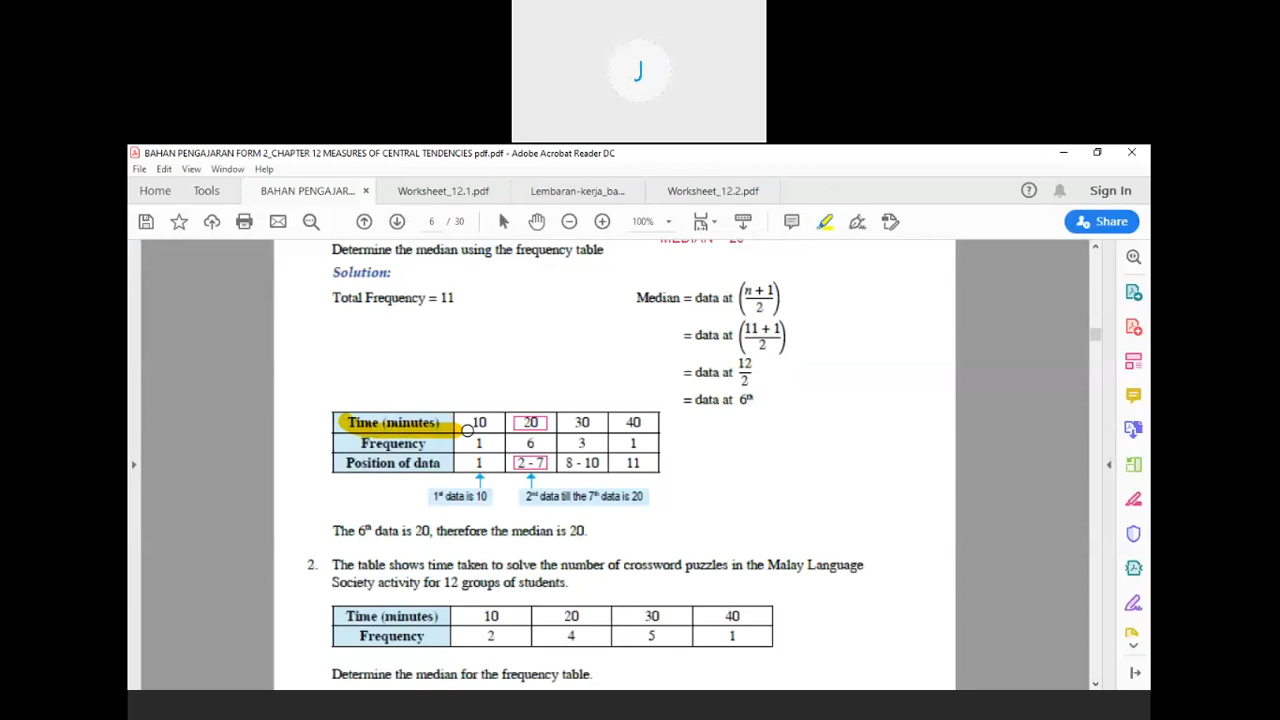 J
BAHAN PENGAJARAN FORM 2_CHAPTER 12 MEASURES OF CENTRAL TENDENCIES pdf.pdf - Adobe Acrobat Reader DC
File Edit View Window Help
Home Tools BAHAN PENGAJAR... × Worksheet_12.1.pdf Lembaran-kerja_ba... Worksheet_12.2.pdf Sign In
6 / 30 100% Share
Determine the median using the frequency table
Solution:
Total Frequency = 11 Median = data at (n + 1 / 2)
= data at (11 + 1 / 2)
= data at 12 / 2
= data at 6th
Time (minutes) 10 20 30 40
Frequency 1 6 3 1
Position of data 1 2 - 7 8 - 10 11
1st data is 10 2nd data till the 7th data is 20
The 6th data is 20, therefore the median is 20.
2. The table shows time taken to solve the number of crossword puzzles in the Malay Language
Society activity for 12 groups of students.
Time (minutes) 10 20 30 40
Frequency 2 4 5 1
Determine the median for the frequency table.